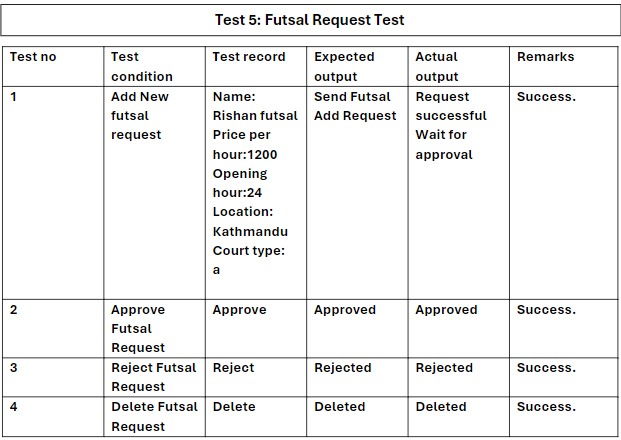 Test 5: Futsal Request Test
Test no
Test condition
Test record
Expected output
Actual output
Remarks
1
Add New
futsal
request
Name:
Rishan futsal
Price per
hour:1200
Opening
hour:24
Location:
Kathmandu
Court type:
a
Send Futsal
Add Request
Request
successful
Wait for
approval
Success.
2
Approve
Futsal
Request
Approve
Approved
Approved
Success.
3
Reject Futsal
Request
Reject
Rejected
Rejected
Success.
4
Delete Futsal
Request
Delete
Deleted
Deleted
Success.